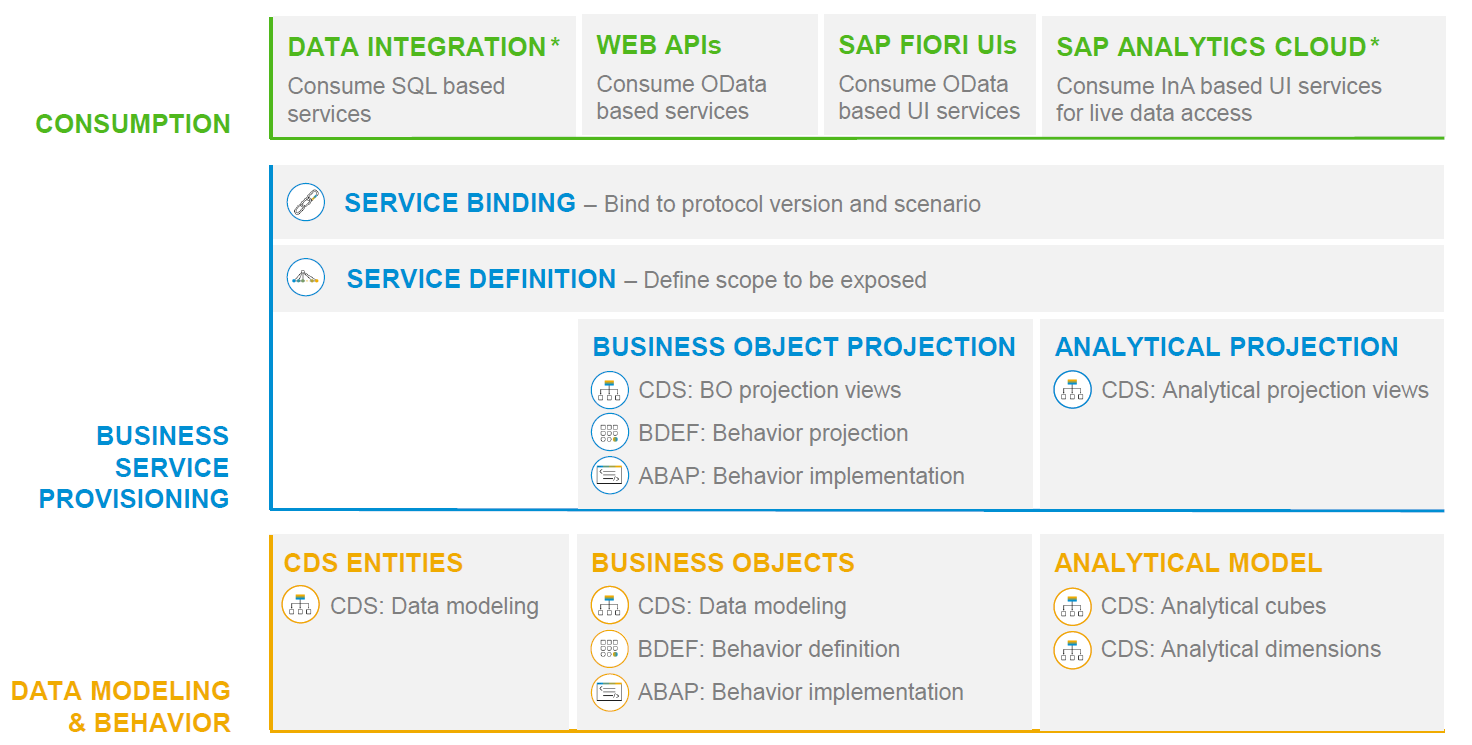 DATA INTEGRATION*
Consume SQL based
services
WEB APIs
Consume OData
based services
SAP FIORI UIs
Consume OData
based UI services
SAP ANALYTICS CLOUD*
Consume InA based UI services
for live data access
CONSUMPTION
SERVICE BINDING – Bind to protocol version and scenario
SERVICE DEFINITION – Define scope to be exposed
BUSINESS OBJECT PROJECTION
CDS: BO projection views
BDEF: Behavior projection
ABAP: Behavior implementation
ANALYTICAL PROJECTION
CDS: Analytical projection views
BUSINESS
SERVICE
PROVISIONING
CDS ENTITIES
CDS: Data modeling
BUSINESS OBJECTS
CDS: Data modeling
BDEF: Behavior definition
ABAP: Behavior implementation
ANALYTICAL MODEL
CDS: Analytical cubes
CDS: Analytical dimensions
DATA MODELING
& BEHAVIOR